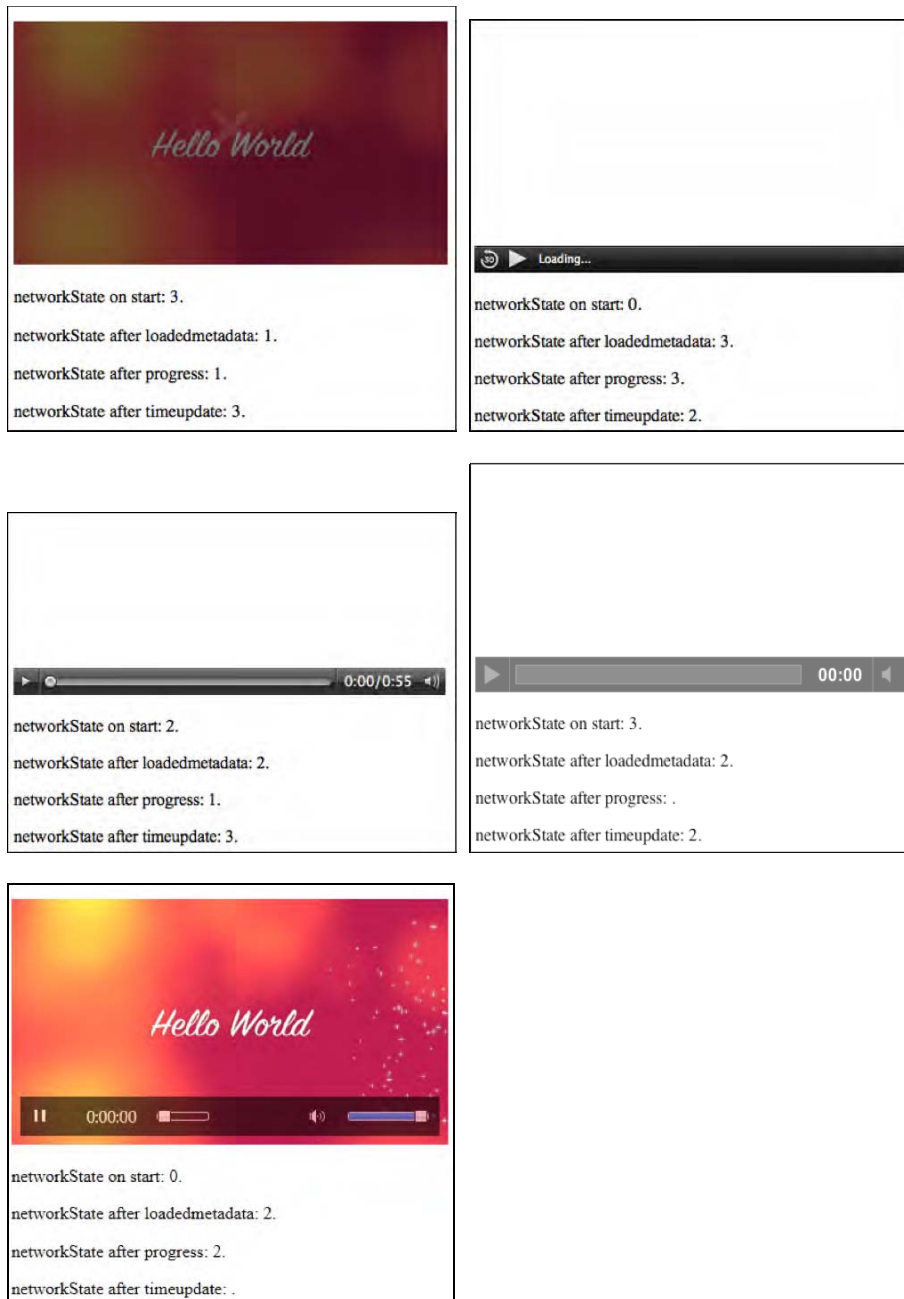 Hello World
networkState on start: 3.
networkState after loadedmetadata: 1.
networkState after progress: 1.
networkState after timeupdate: 3.
30
Loading...
networkState on start: 0.
networkState after loadedmetadata: 3.
networkState after progress: 3.
networkState after timeupdate: 2.
0:00/0:55
networkState on start: 2.
networkState after loadedmetadata: 2.
networkState after progress: 1.
networkState after timeupdate: 3.
00:00
networkState on start: 3.
networkState after loadedmetadata: 2.
networkState after progress: .
networkState after timeupdate: 2.
Hello World
0:00:00
networkState on start: 0.
networkState after loadedmetadata: 2.
networkState after progress: 2.
networkState after timeupdate: .